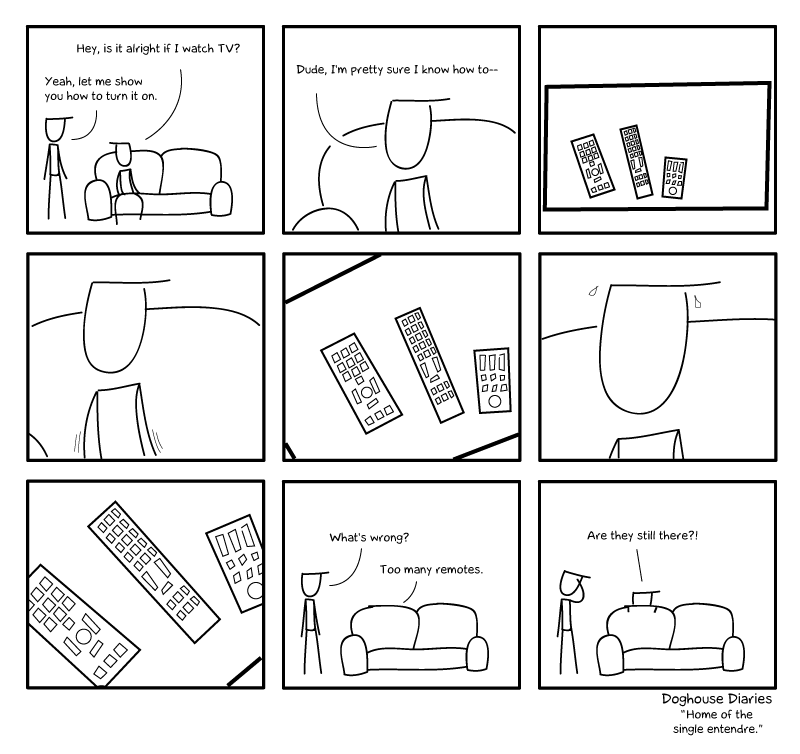 Hey, is it alright if I watch TV?
Yeah, let me show
you how to turn it on.
Dude, I'm pretty sure I know how to--
What's wrong?
Too many remotes.
Are they still there?!
Doghouse Diaries
"Home of the
single entendre."